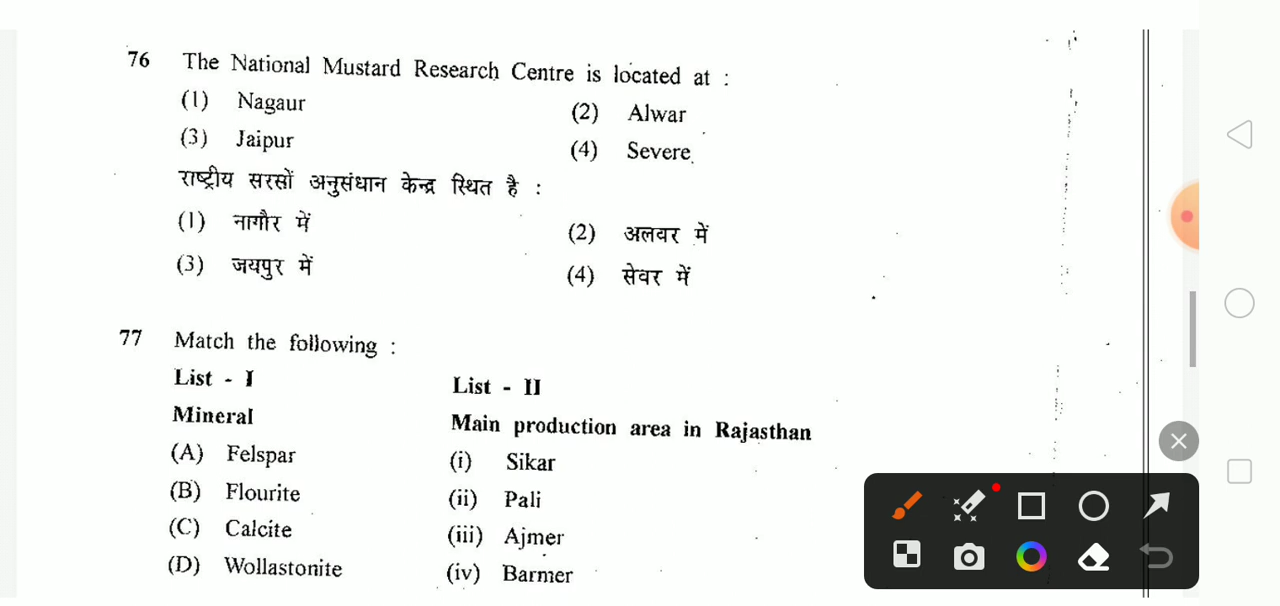 76 The National Mustard Research Centre is located at :
(1) Nagaur (2) Alwar
(3) Jaipur (4) Severe
राष्ट्रीय सरसों अनुसंधान केन्द्र स्थित है :
(1) नागौर में (2) अलवर में
(3) जयपुर में (4) सेवर में
77 Match the following :
List - I List - II
Mineral Main production area in Rajasthan
(A) Felspar (i) Sikar
(B) Flourite (ii) Pali
(C) Calcite (iii) Ajmer
(D) Wollastonite (iv) Barmer